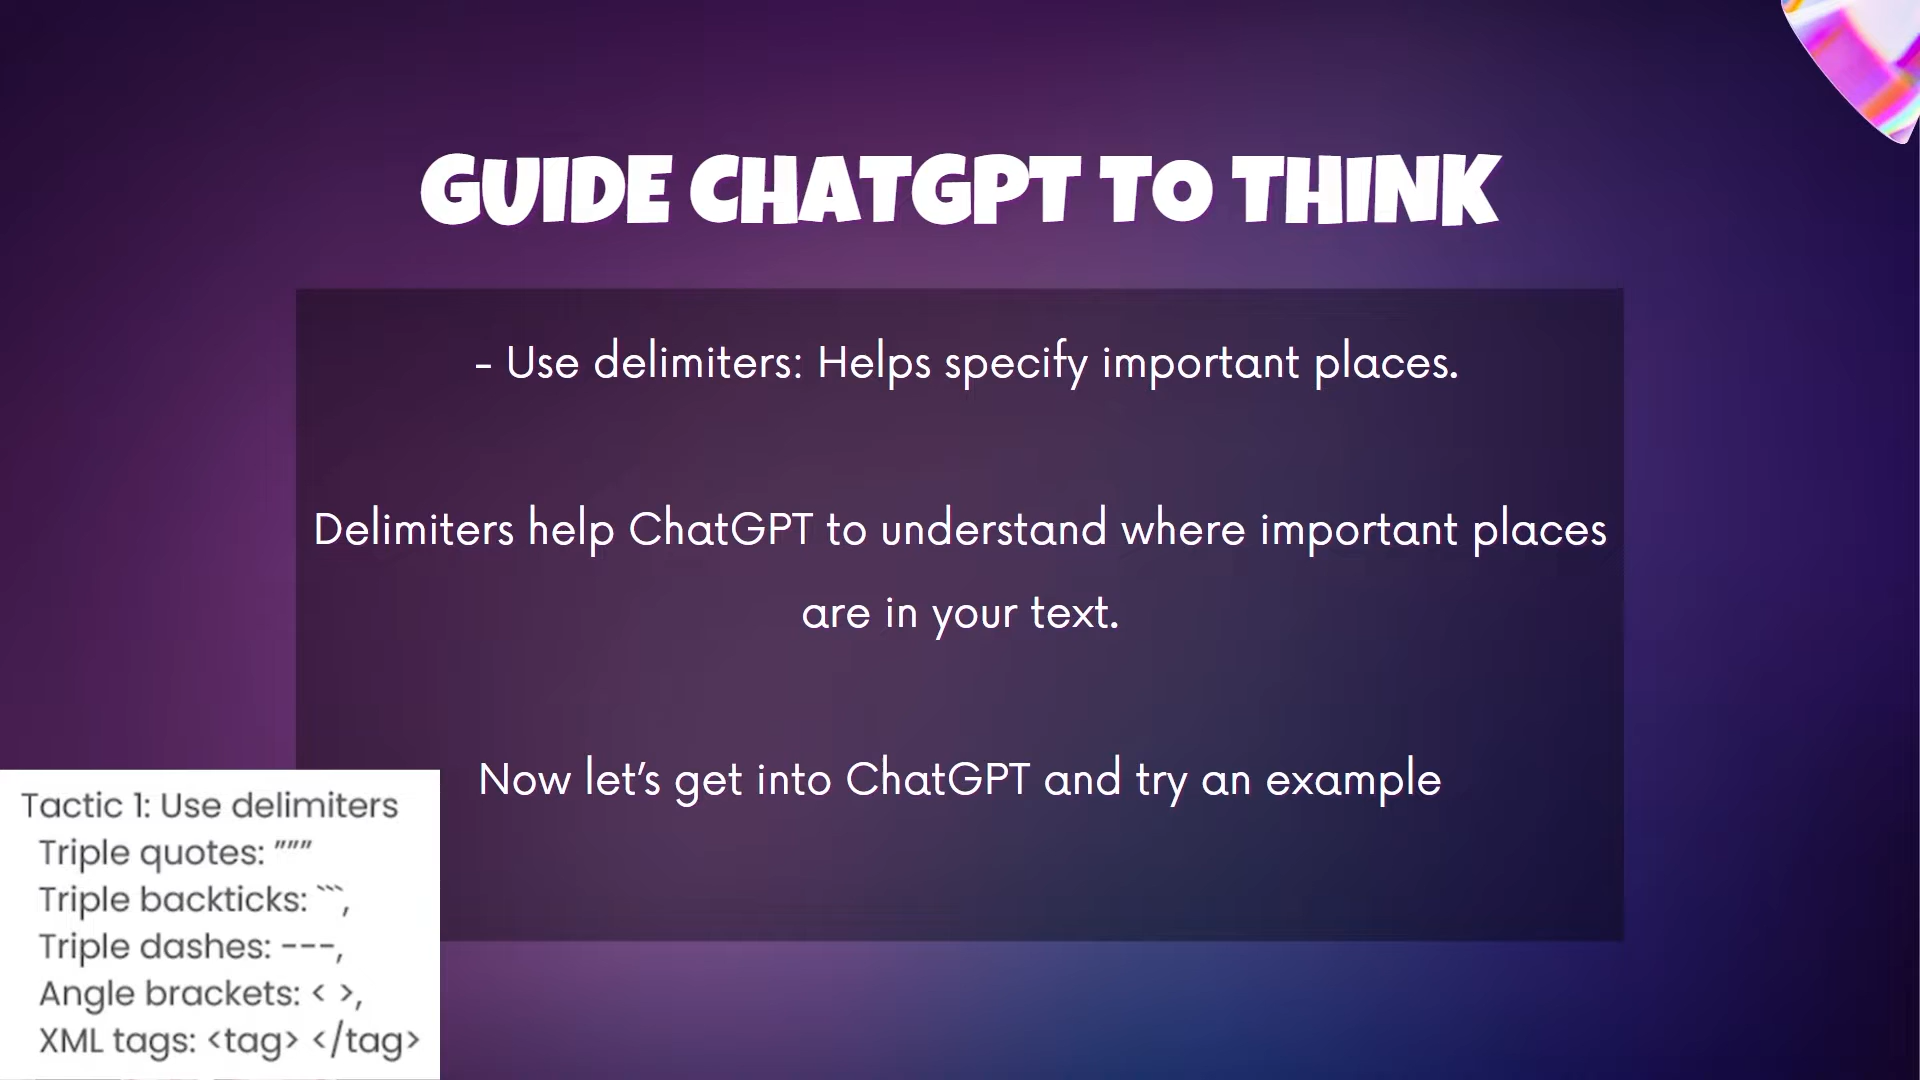 GUIDE CHATGPT TO THINK
- Use delimiters: Helps specify important places.
Delimiters help ChatGPT to understand where important places
are in your text.
Now let’s get into ChatGPT and try an example
Tactic 1: Use delimiters
Triple quotes: ”””
Triple backticks: ```,
Triple dashes: ---,
Angle brackets: < >,
XML tags: <tag> </tag>